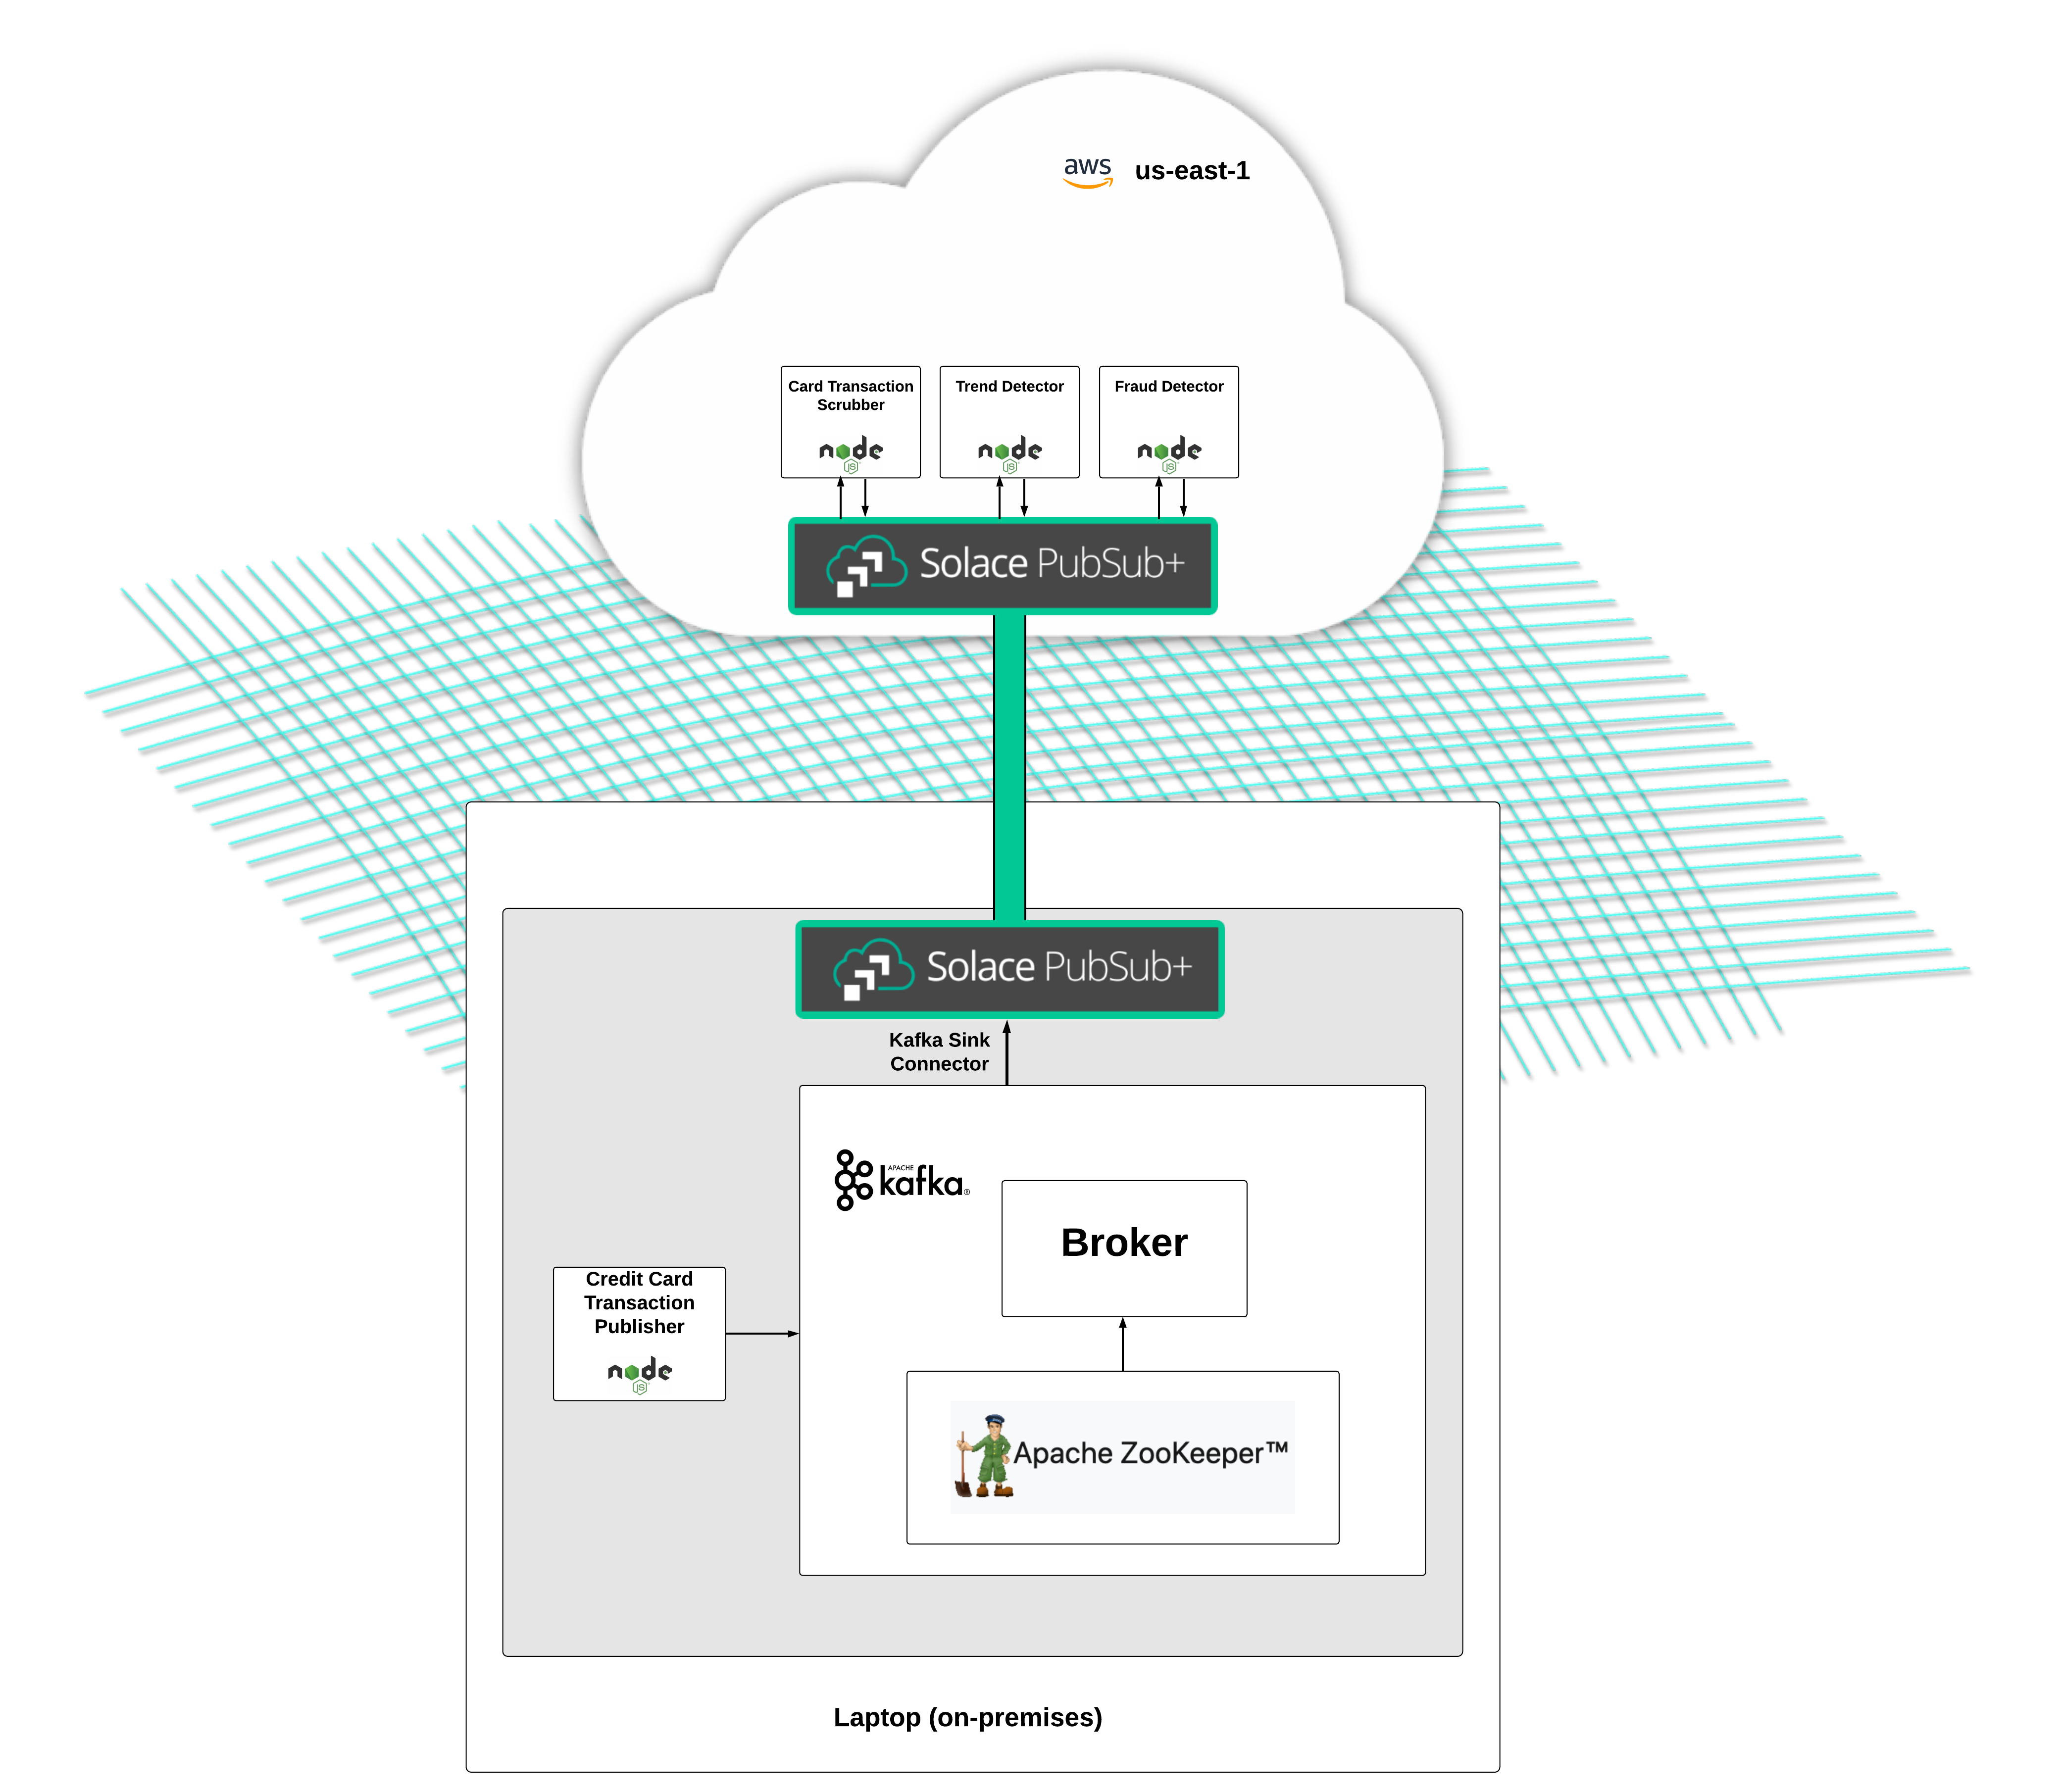 aws us-east-1
Card Transaction
Scrubber
node
JS
Trend Detector
node
JS
Fraud Detector
node
JS
Solace PubSub+
Solace PubSub+
Kafka Sink
Connector
APACHE
kafka®
Broker
Credit Card
Transaction
Publisher
node
JS
Apache ZooKeeper™
Laptop (on-premises)